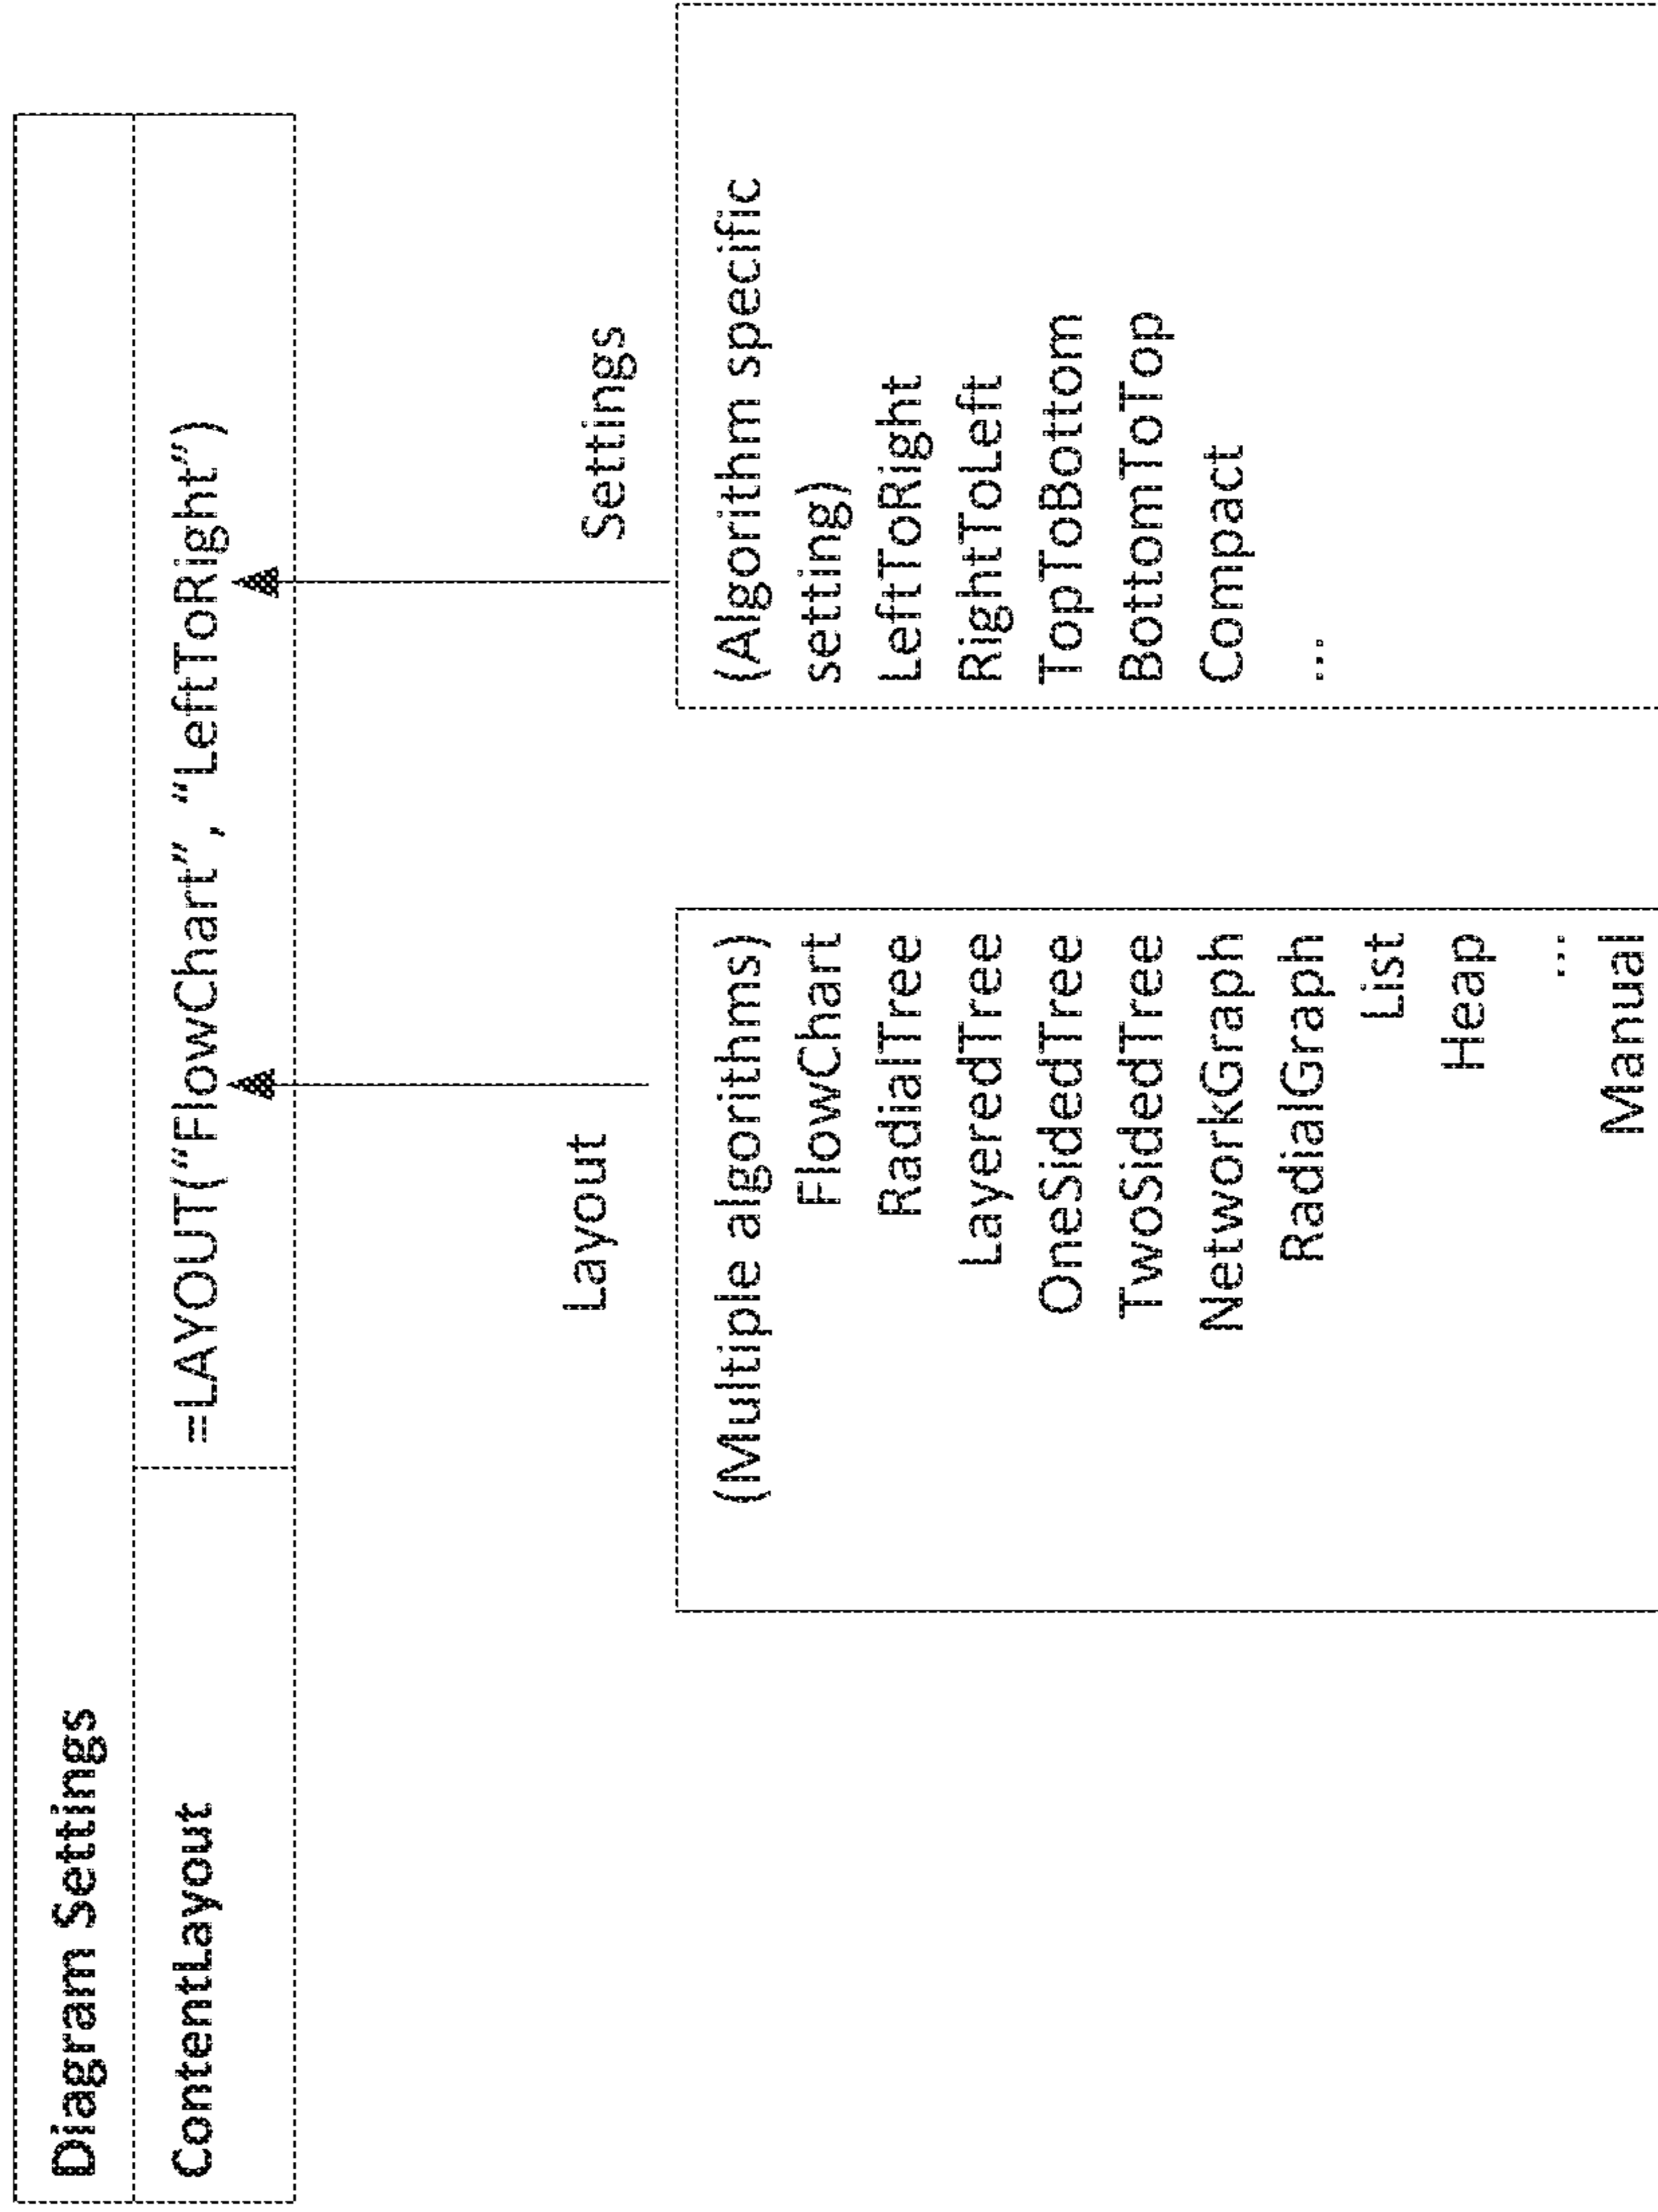 Diagram Settings
ContentLayout
=LAYOUT(“FlowChart”, “LeftToRight”)
Layout
Settings
(Multiple algorithms)
FlowChart
RadialTree
LayeredTree
OneSidedTree
TwoSidedTree
NetworkGraph
RadialGraph
List
Heap
...
Manual
(Algorithm specific
setting)
LeftToRight
RightToLeft
TopToBottom
BottomToTop
Compact
...